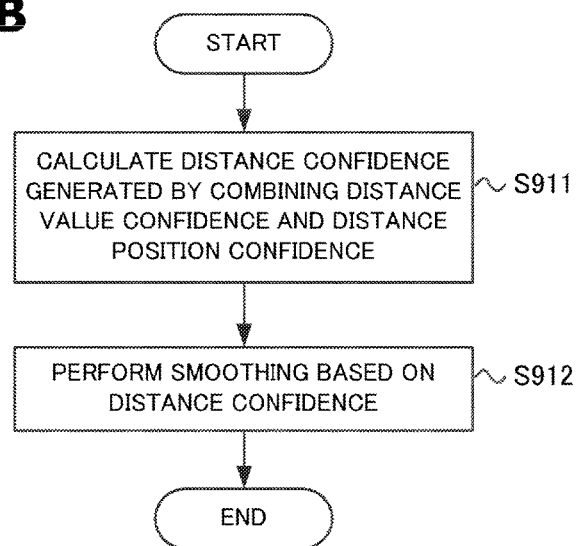 B
START
CALCULATE DISTANCE CONFIDENCE
GENERATED BY COMBINING DISTANCE
VALUE CONFIDENCE AND DISTANCE
POSITION CONFIDENCE
S911
PERFORM SMOOTHING BASED ON
DISTANCE CONFIDENCE
S912
END